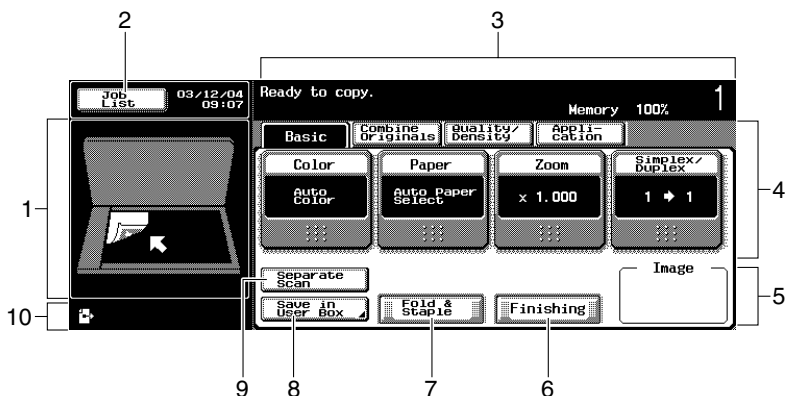 2
3
Job
List
03/12/04
09:07
Ready to copy.
Memory 100%
1
Basic
Combine
Originals
Quality/
Density
Appli-
cation
1
Color
Paper
Zoom
Simplex/
Duplex
4
Auto
Color
Auto Paper
Select
× 1.000
1 ➜ 1
Separate
Scan
Image
5
Save in
User Box
Fold &
Staple
Finishing
10
9
8
7
6